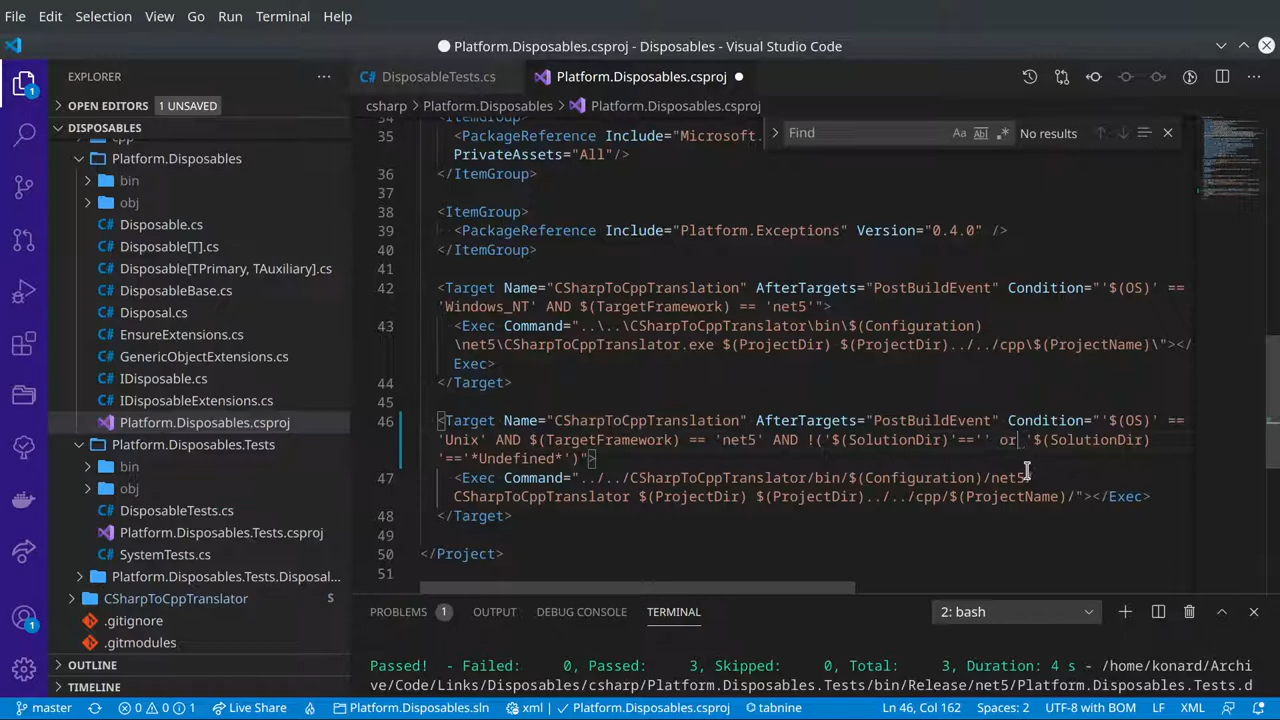 File Edit Selection View Go Run Terminal Help
Platform.Disposables.csproj - Disposables - Visual Studio Code
EXPLORER
DisposableTests.cs
Platform.Disposables.csproj
OPEN EDITORS 1 UNSAVED
csharp > Platform.Disposables > Platform.Disposables.csproj
DISPOSABLES
Platform.Disposables
bin
obj
Disposable.cs
Disposable[T].cs
Disposable[TPrimary, TAuxiliary].cs
DisposableBase.cs
Disposal.cs
EnsureExtensions.cs
GenericObjectExtensions.cs
IDisposable.cs
IDisposableExtensions.cs
Platform.Disposables.csproj
Platform.Disposables.Tests
bin
obj
DisposableTests.cs
Platform.Disposables.Tests.csproj
SystemTests.cs
Platform.Disposables.Tests.Disposal...
CSharpToCppTranslator S
.gitignore
.gitmodules
OUTLINE
TIMELINE
Find
Aa
No results
34 <ItemGroup>
35 <PackageReference Include="Microsoft.
PrivateAssets="All"/>
36 </ItemGroup>
37
38 <ItemGroup>
39 <PackageReference Include="Platform.Exceptions" Version="0.4.0" />
40 </ItemGroup>
41
42 <Target Name="CSharpToCppTranslation" AfterTargets="PostBuildEvent" Condition="'$(OS)' ==
'Windows_NT' AND $(TargetFramework) == 'net5'">
43 <Exec Command="..\..\CSharpToCppTranslator\bin\$(Configuration)
\net5\CSharpToCppTranslator.exe $(ProjectDir) $(ProjectDir)../../cpp\$(ProjectName)\"></
Exec>
44 </Target>
45
46 <Target Name="CSharpToCppTranslation" AfterTargets="PostBuildEvent" Condition="'$(OS)' ==
'Unix' AND $(TargetFramework) == 'net5' AND !('$(SolutionDir)'=='' or '$(SolutionDir)
'=='*Undefined*')">
47 <Exec Command="../../CSharpToCppTranslator/bin/$(Configuration)/net5/
CSharpToCppTranslator $(ProjectDir) $(ProjectDir)../../cpp/$(ProjectName)/"></Exec>
48 </Target>
49
50 </Project>
51
PROBLEMS 1 OUTPUT DEBUG CONSOLE TERMINAL 2: bash
Passed! - Failed: 0, Passed: 3, Skipped: 0, Total: 3, Duration: 4 s - /home/konard/Archi
ve/Code/Links/Disposables/csharp/Platform.Disposables.Tests/bin/Release/net5/Platform.Disposables.Tests.d
master 0 0 1 Live Share Platform.Disposables.sln xml Platform.Disposables.csproj tabnine Ln 46, Col 162 Spaces: 2 UTF-8 with BOM LF XML